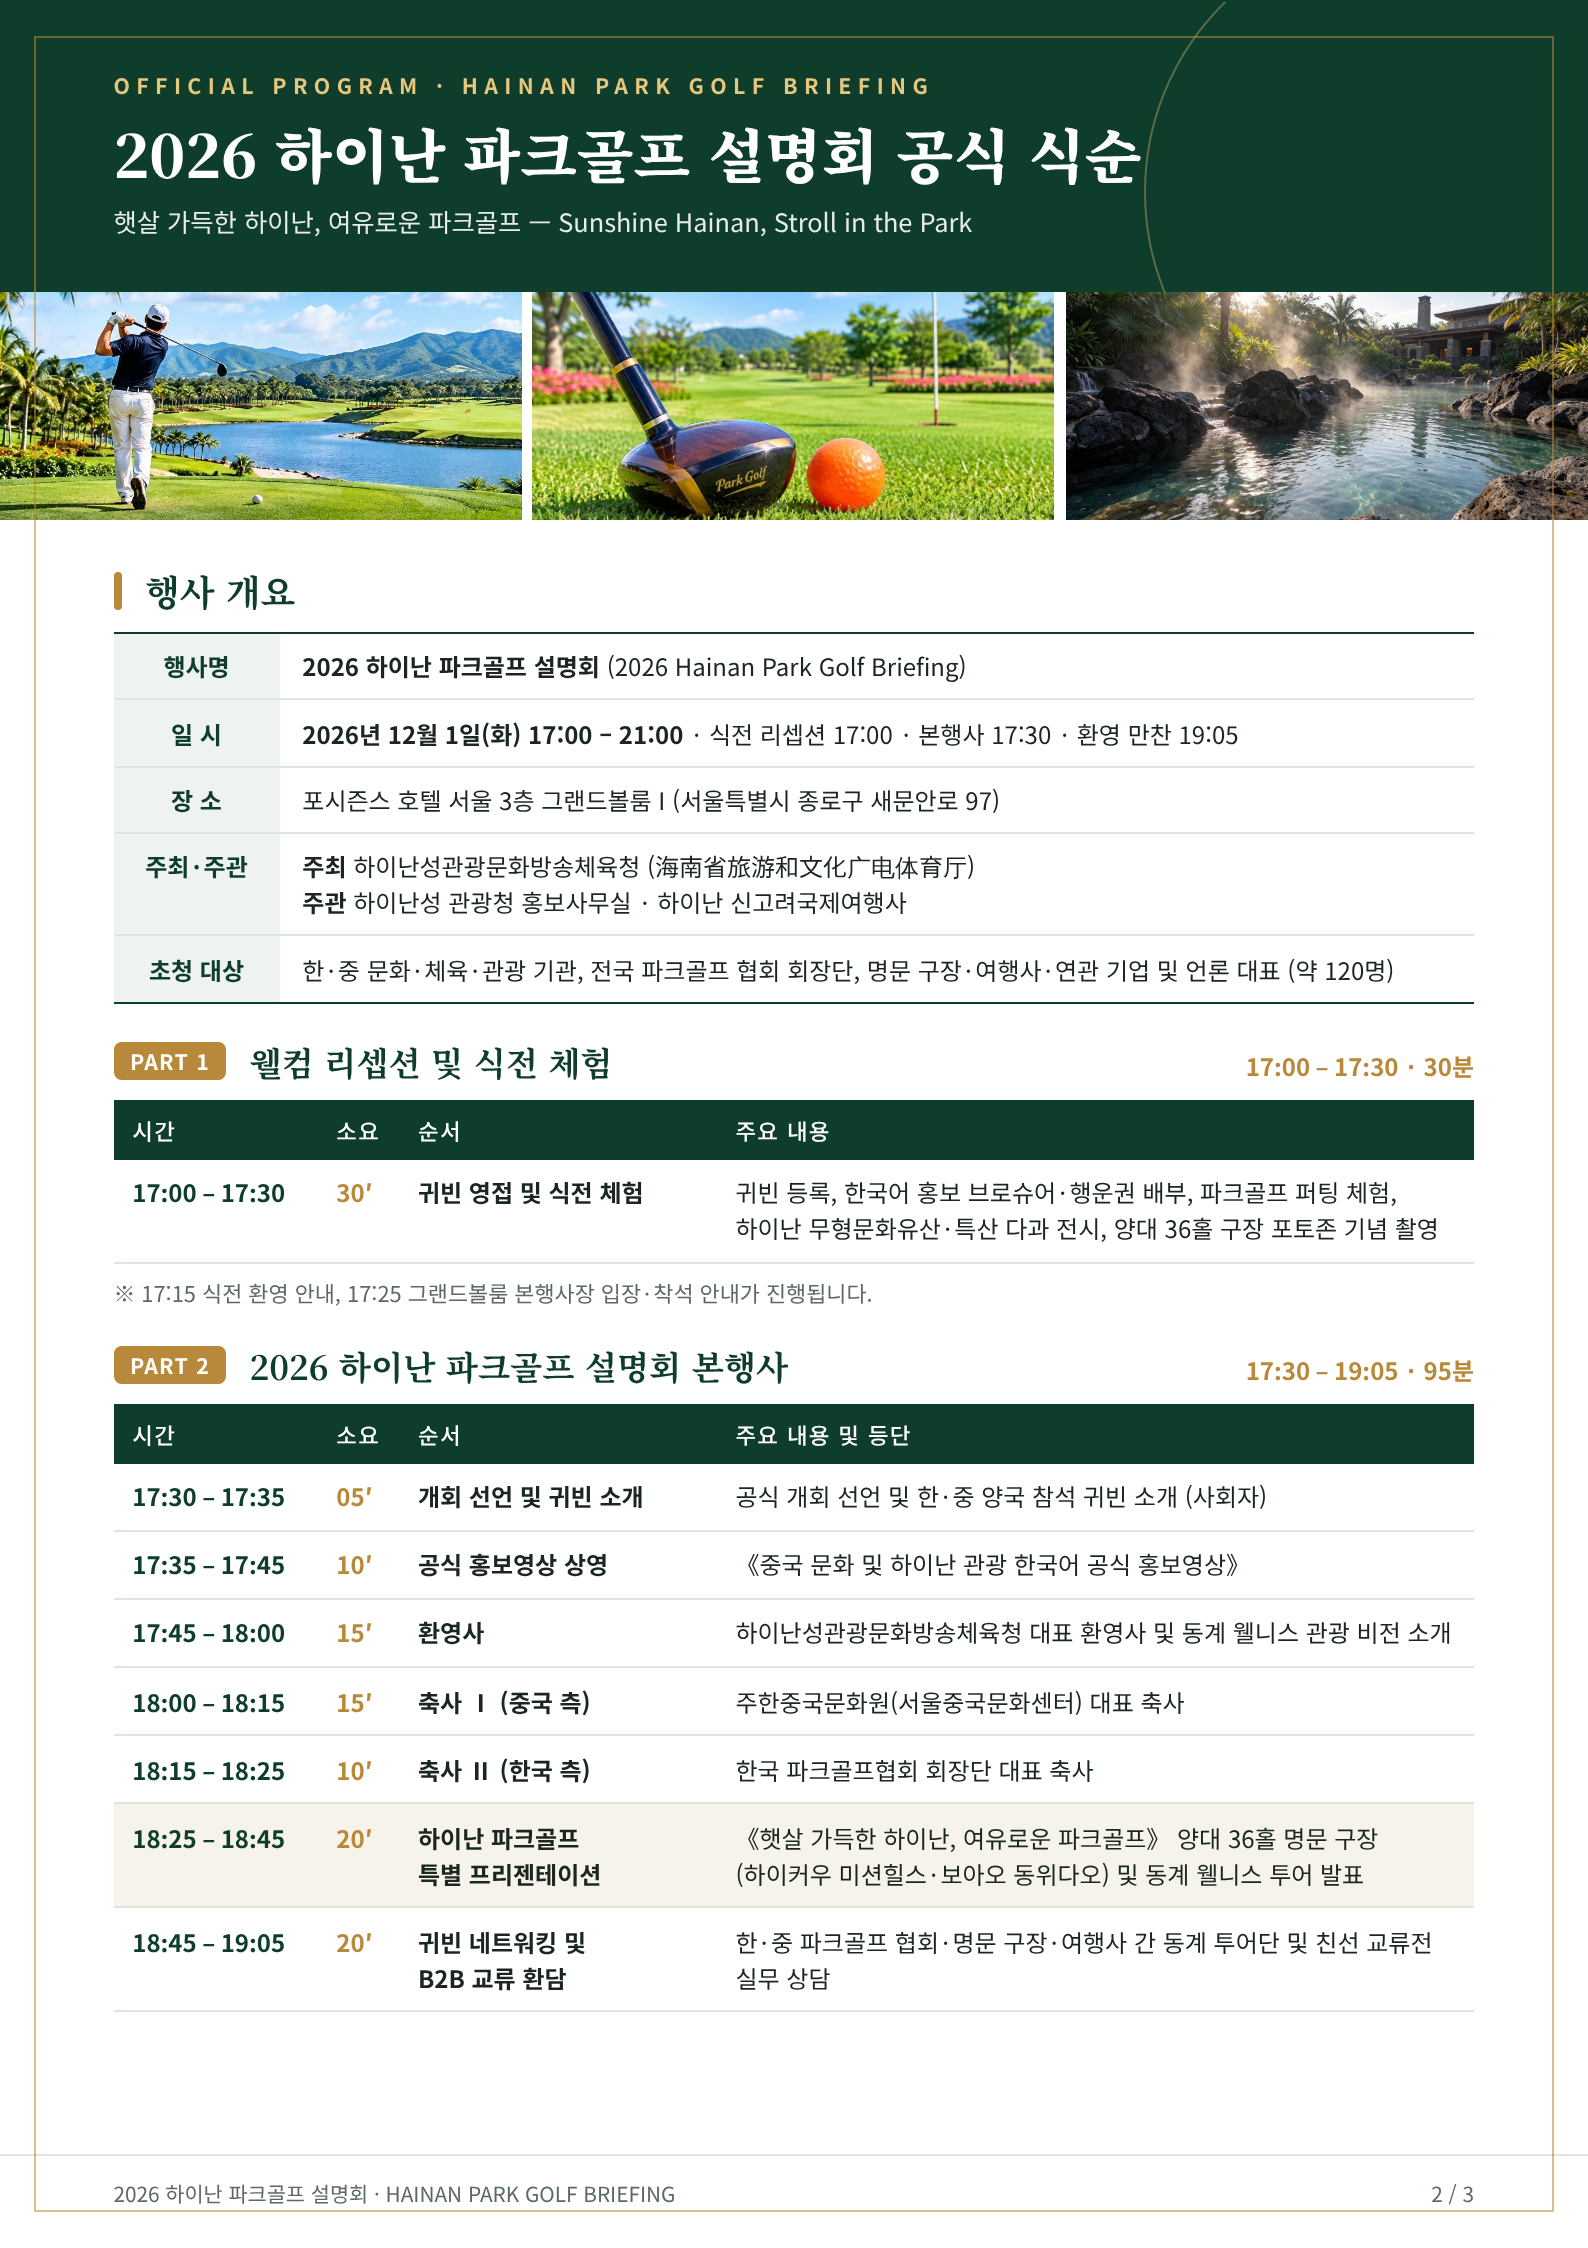 OFFICIAL PROGRAM · HAINAN PARK GOLF BRIEFING
2026 하이난 파크골프 설명회 공식 식순
햇살 가득한 하이난, 여유로운 파크골프 — Sunshine Hainan, Stroll in the Park
Park Golf
행사 개요
행사명 2026 하이난 파크골프 설명회 (2026 Hainan Park Golf Briefing)
일 시 2026년 12월 1일(화) 17:00 – 21:00 · 식전 리셉션 17:00 · 본행사 17:30 · 환영 만찬 19:05
장 소 포시즌스 호텔 서울 3층 그랜드볼룸 I (서울특별시 종로구 새문안로 97)
주최·주관 주최 하이난성관광문화방송체육청 (海南省旅游和文化广电体育厅)
주관 하이난성 관광청 홍보사무실 · 하이난 신고려국제여행사
초청 대상 한·중 문화·체육·관광 기관, 전국 파크골프 협회 회장단, 명문 구장·여행사·연관 기업 및 언론 대표 (약 120명)
PART 1 웰컴 리셉션 및 식전 체험 17:00 – 17:30 · 30분
시간 소요 순서 주요 내용
17:00 – 17:30 30′ 귀빈 영접 및 식전 체험 귀빈 등록, 한국어 홍보 브로슈어·행운권 배부, 파크골프 퍼팅 체험,
하이난 무형문화유산·특산 다과 전시, 양대 36홀 구장 포토존 기념 촬영
※ 17:15 식전 환영 안내, 17:25 그랜드볼룸 본행사장 입장·착석 안내가 진행됩니다.
PART 2 2026 하이난 파크골프 설명회 본행사 17:30 – 19:05 · 95분
시간 소요 순서 주요 내용 및 등단
17:30 – 17:35 05′ 개회 선언 및 귀빈 소개 공식 개회 선언 및 한·중 양국 참석 귀빈 소개 (사회자)
17:35 – 17:45 10′ 공식 홍보영상 상영 《중국 문화 및 하이난 관광 한국어 공식 홍보영상》
17:45 – 18:00 15′ 환영사 하이난성관광문화방송체육청 대표 환영사 및 동계 웰니스 관광 비전 소개
18:00 – 18:15 15′ 축사 Ⅰ (중국 측) 주한중국문화원(서울중국문화센터) 대표 축사
18:15 – 18:25 10′ 축사 Ⅱ (한국 측) 한국 파크골프협회 회장단 대표 축사
18:25 – 18:45 20′ 하이난 파크골프 《햇살 가득한 하이난, 여유로운 파크골프》 양대 36홀 명문 구장
특별 프리젠테이션 (하이커우 미션힐스·보아오 동위다오) 및 동계 웰니스 투어 발표
18:45 – 19:05 20′ 귀빈 네트워킹 및 한·중 파크골프 협회·명문 구장·여행사 간 동계 투어단 및 친선 교류전
B2B 교류 환담 실무 상담
2026 하이난 파크골프 설명회 · HAINAN PARK GOLF BRIEFING 2 / 3